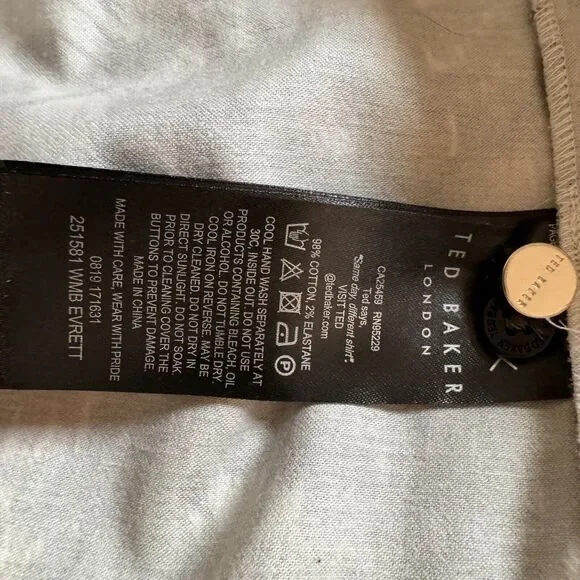 TED BAKER
LONDON
CA25459 RN95229
Ted says,
"Same day, different shirt".
VISIT TED
@tedbaker.com
98% COTTON, 2% ELASTANE
COOL HAND WASH SEPARATELY AT
30C, INSIDE OUT. DO NOT USE
PRODUCTS CONTAINING BLEACH, OIL
OR ALCOHOL. DO NOT TUMBLE DRY.
COOL IRON ON REVERSE. MAY BE
DRY CLEANED. DO NOT DRY IN
DIRECT SUNLIGHT. DO NOT SOAK
PRIOR TO CLEANING COVER THE
BUTTONS TO PREVENT DAMAGE.
MADE IN CHINA
MADE WITH CARE, WEAR WITH PRIDE
0819 171631
251581 WMB EVRETT
TED BAKER